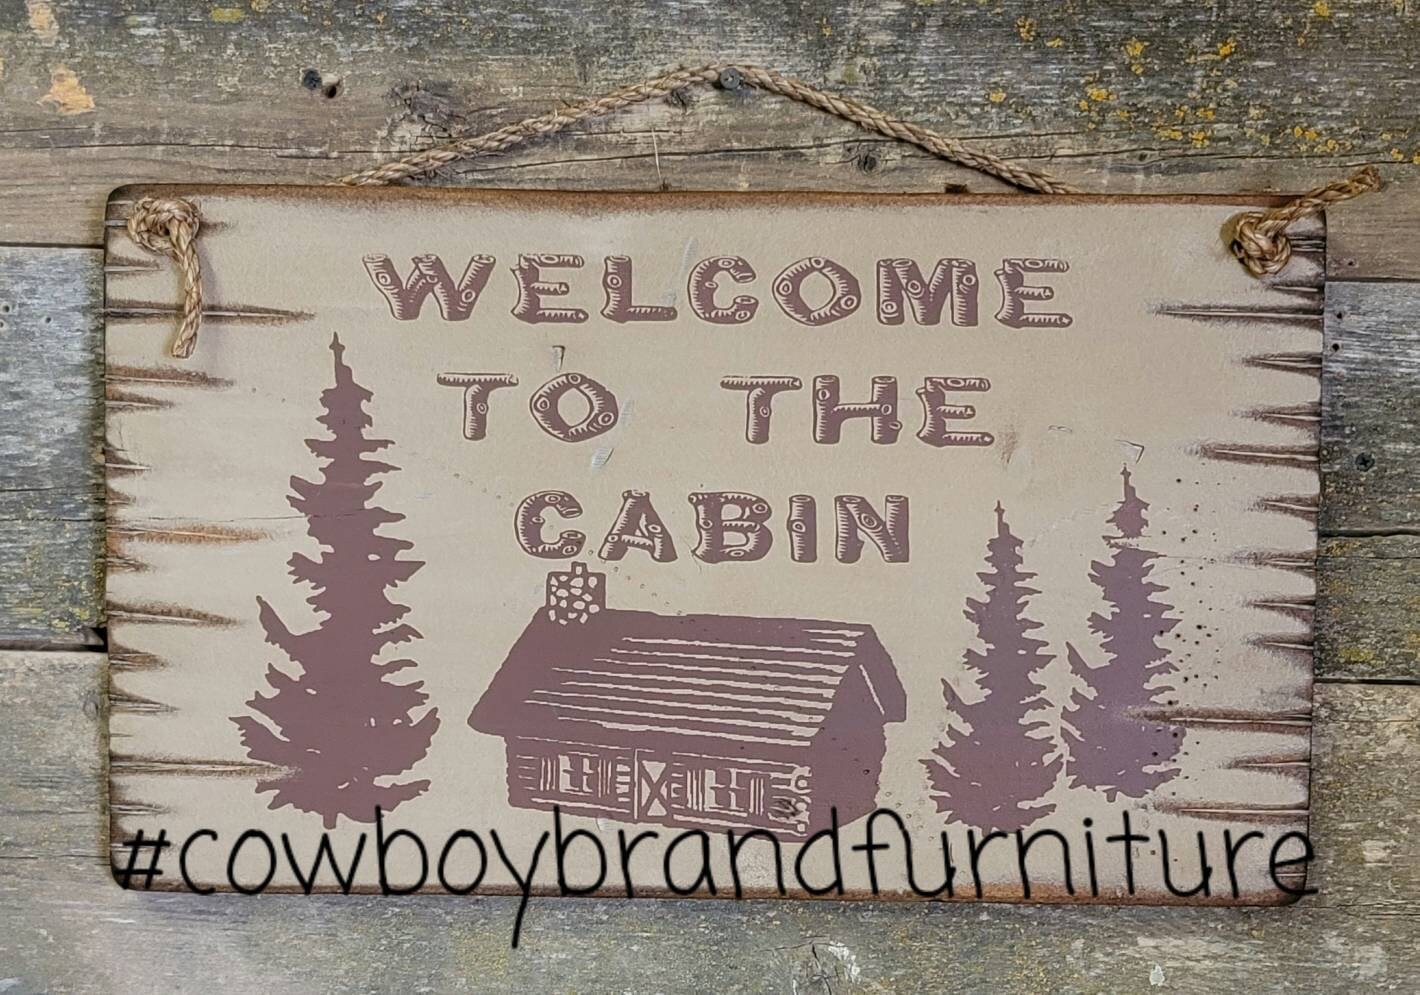 WELCOME
TO THE
CABIN
#cowboybrandfurniture